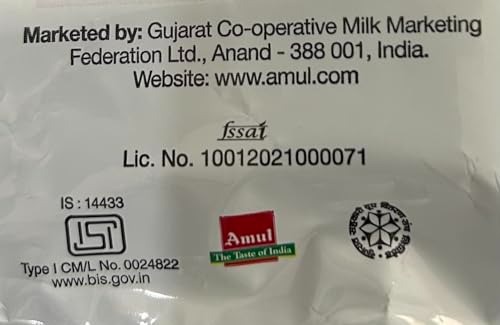 Marketed by: Gujarat Co-operative Milk Marketing
Federation Ltd., Anand - 388 001, India.
Website: www.amul.com
fssai
Lic. No. 10012021000071
IS : 14433
ISI
Type I CM/L No. 0024822
www.bis.gov.in
Amul
The Taste of India